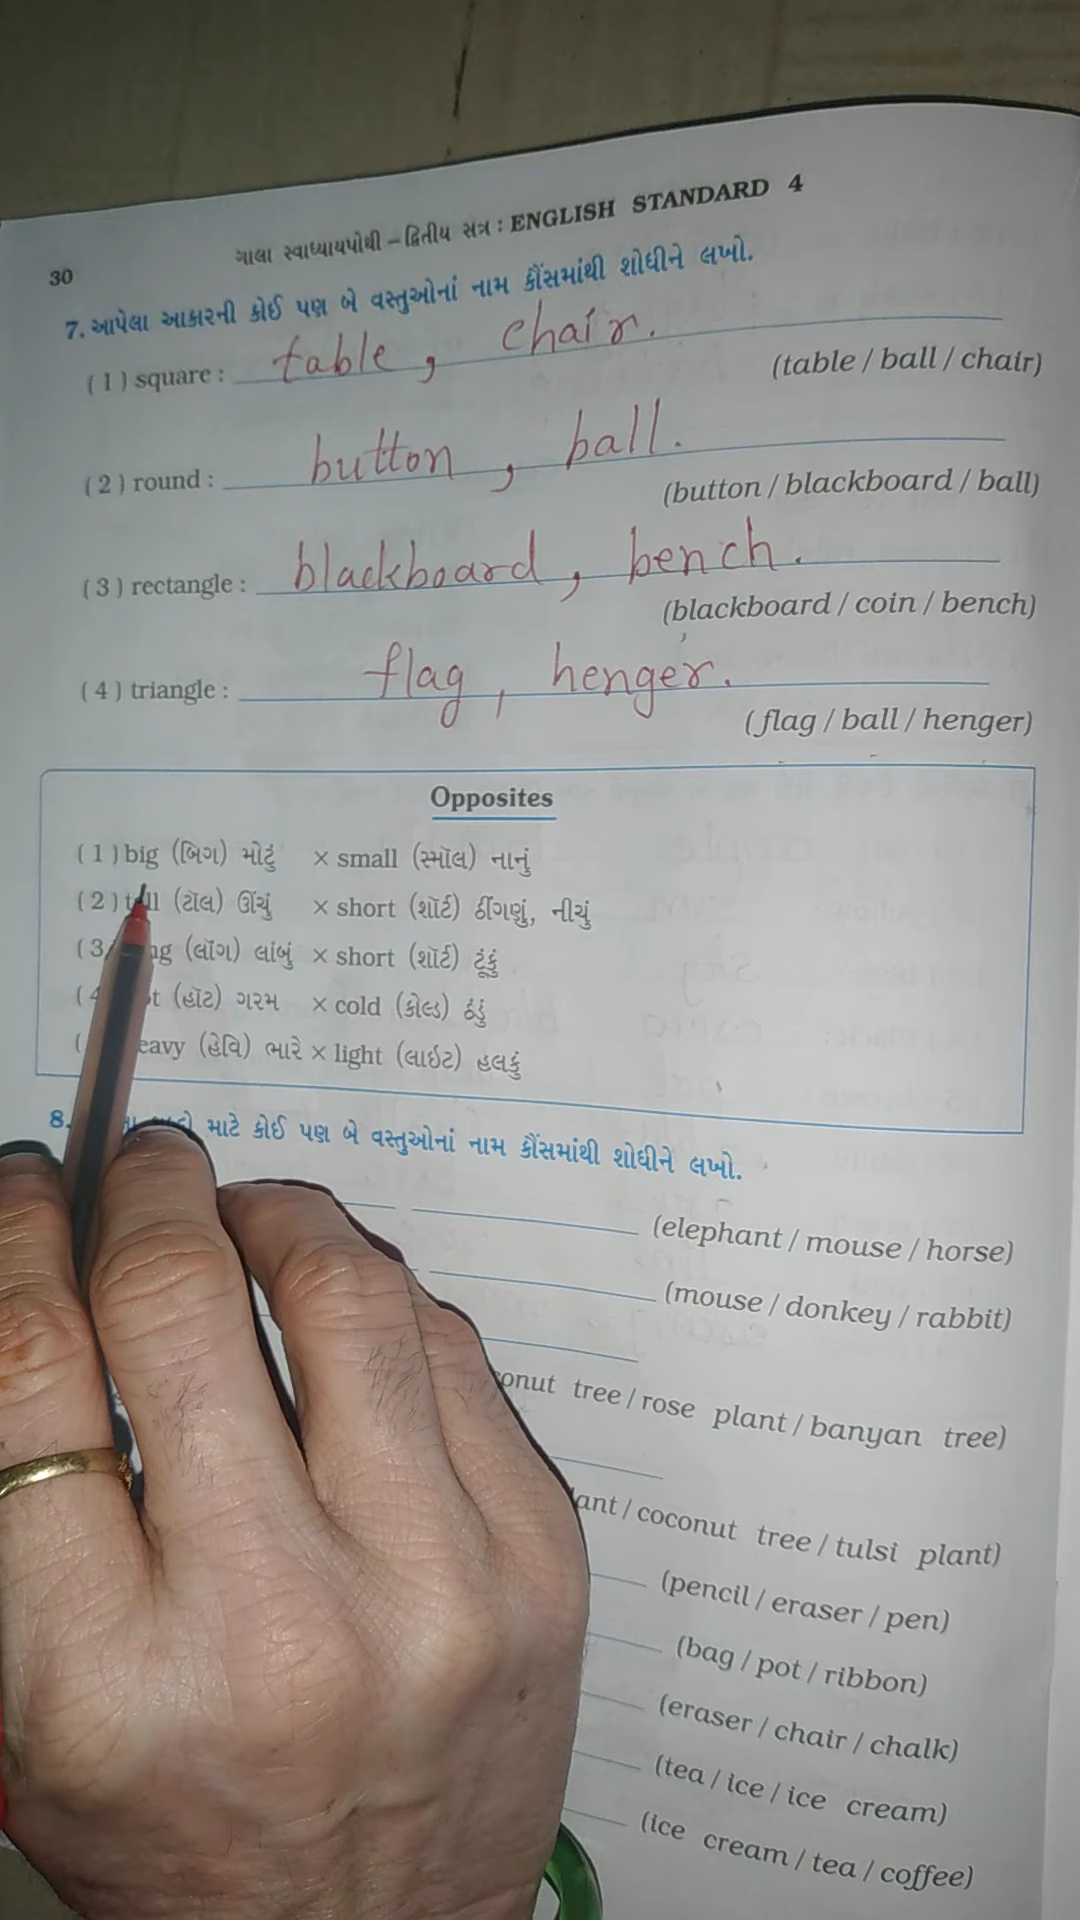 30
ગાલા સ્વાધ્યાયપોથી – દ્વિતીય સત્ર : ENGLISH STANDARD 4
7. આપેલા આકારની કોઈ પણ બે વસ્તુઓનાં નામ કૌંસમાંથી શોધીને લખો.
(1) square : table, chair.
(table / ball / chair)
(2) round : button, ball.
(button / blackboard / ball)
(3) rectangle : blackboard, bench.
(blackboard / coin / bench)
(4) triangle : flag, henger.
(flag / ball / henger)
Opposites
(1) big (બિગ) મોટું × small (સ્મૉલ) નાનું
(2) (ટૉલ) ઊંચું × short (શૉર્ટ) ઠીંગણું, નીચું
(3 (લૉંગ) લાંબું × short (શૉર્ટ) ટૂંકું
(હૉટ) ગરમ × cold (કોલ્ડ) ઠંડું
eavy (હેવિ) ભારે × light (લાઇટ) હલકું
8. માટે કોઈ પણ બે વસ્તુઓનાં નામ કૌંસમાંથી શોધીને લખો.
(elephant / mouse / horse)
(mouse / donkey / rabbit)
onut tree / rose plant / banyan tree)
lant / coconut tree / tulsi plant)
(pencil / eraser / pen)
(bag / pot / ribbon)
(eraser / chair / chalk)
(tea / ice / ice cream)
(ice cream / tea / coffee)